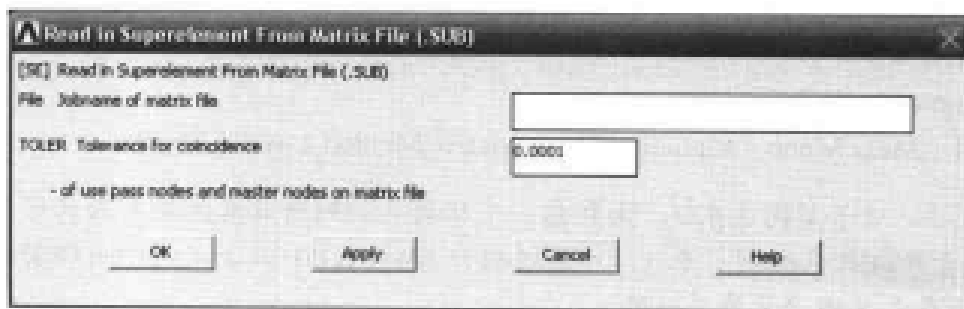 Read in Superelement From Matrix File (.SUB)
[SE] Read in Superelement From Matrix File (.SUB)
File Jobname of matrix file
TOLER Tolerance for coincidence
0.0001
- of use pass nodes and master nodes on matrix file
OK Apply Cancel Help